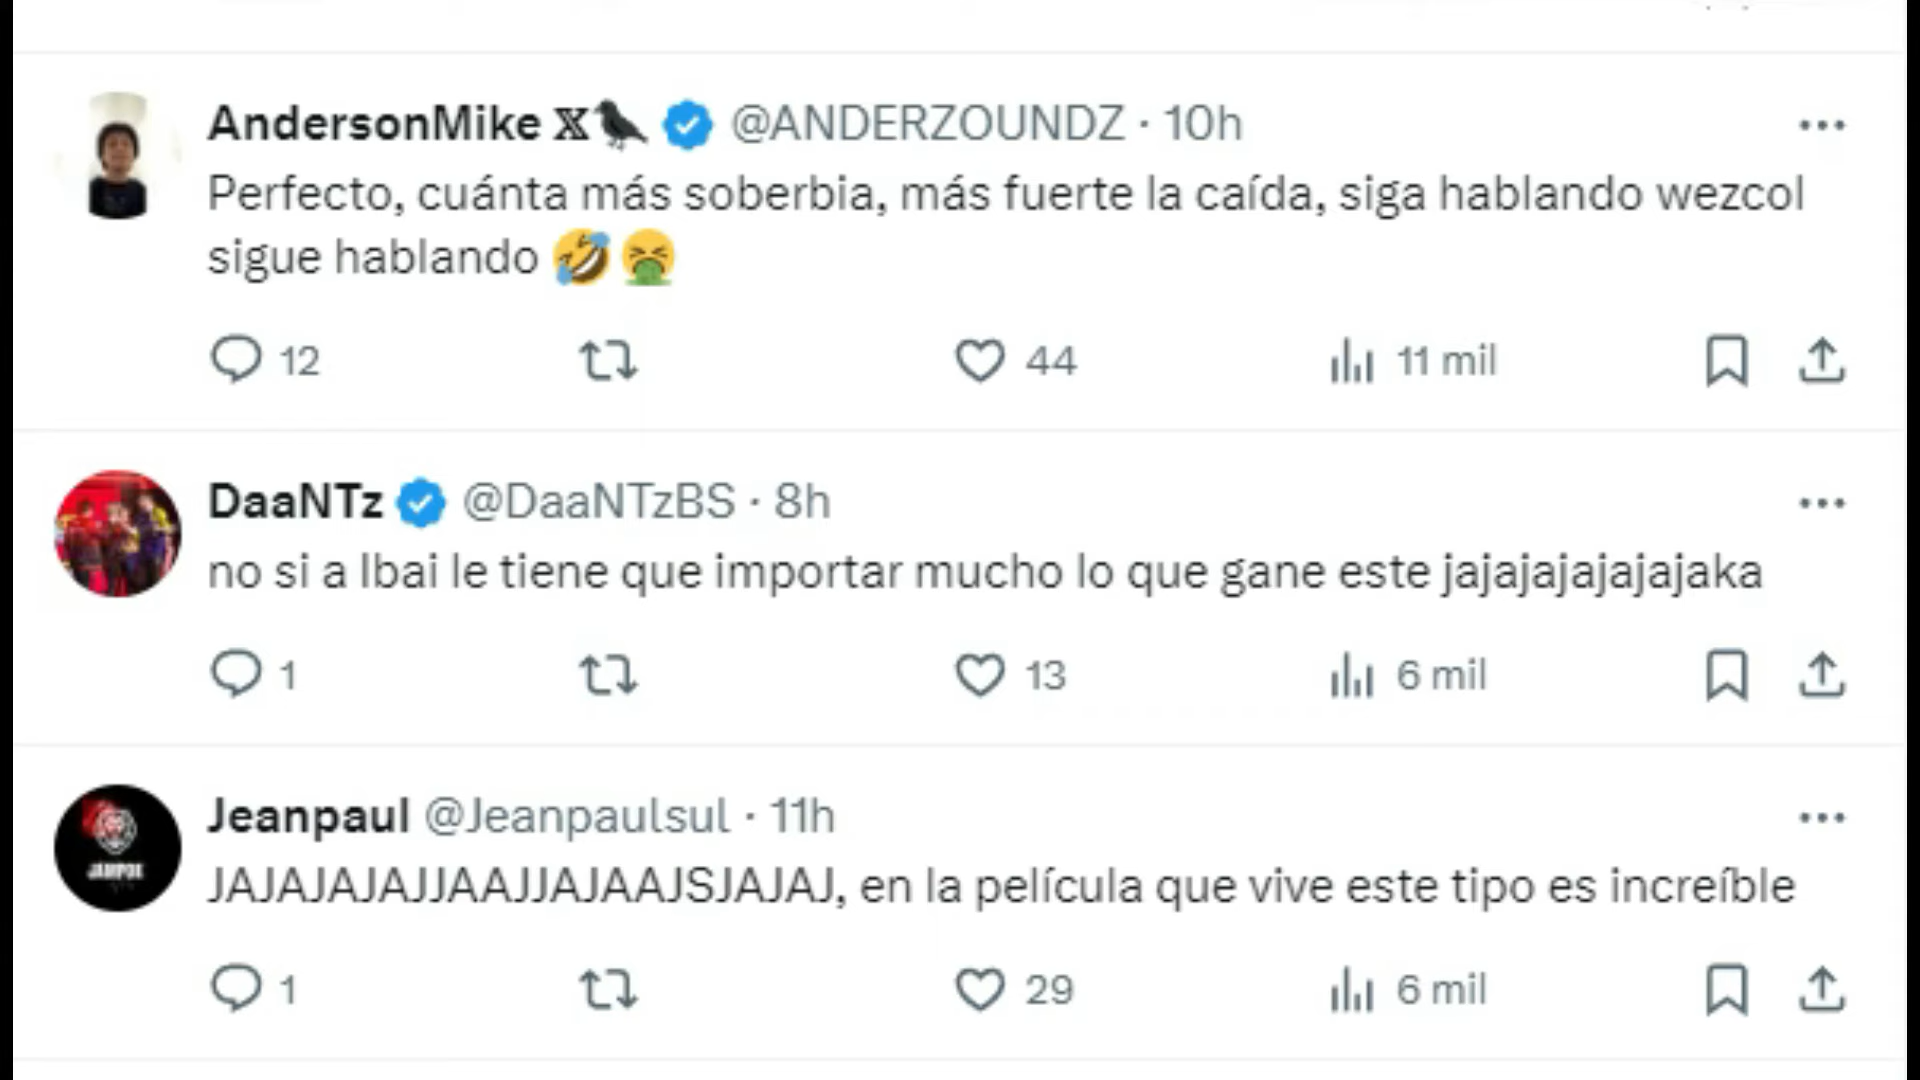 AndersonMike 𝕏🐦‍⬛ @ANDERZOUNDZ · 10h
Perfecto, cuánta más soberbia, más fuerte la caída, siga hablando wezcol
sigue hablando 🤣🤮
12 44 11 mil
DaaNTz @DaaNTzBS · 8h
no si a Ibai le tiene que importar mucho lo que gane este jajajajajajajaka
1 13 6 mil
Jeanpaul @Jeanpaulsul · 11h
JAJAJAJAJJAAJJAJAAJSJAJAJ, en la película que vive este tipo es increíble
1 29 6 mil